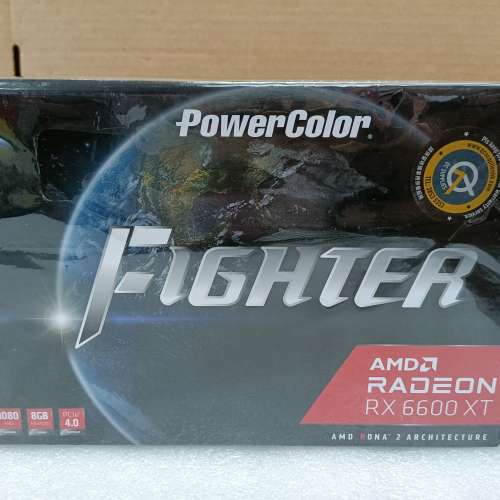 PowerColor
FIGHTER
AMD
RADEON
RX 6600 XT
1080
8GB
PCIe
4.0
AMD RDNA 2 ARCHITECTURE